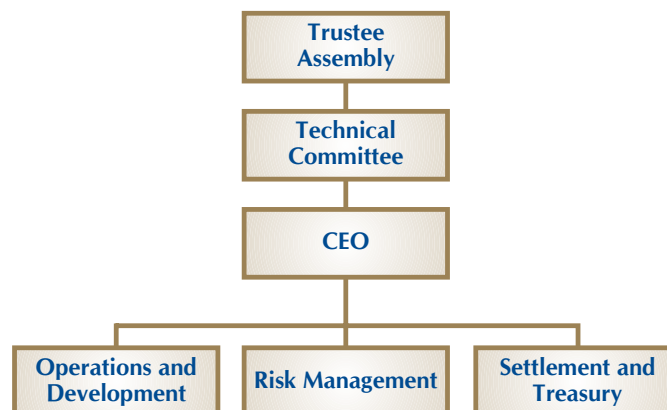 Trustee
Assembly
Technical
Committee
CEO
Operations and
Development
Risk Management
Settlement and
Treasury